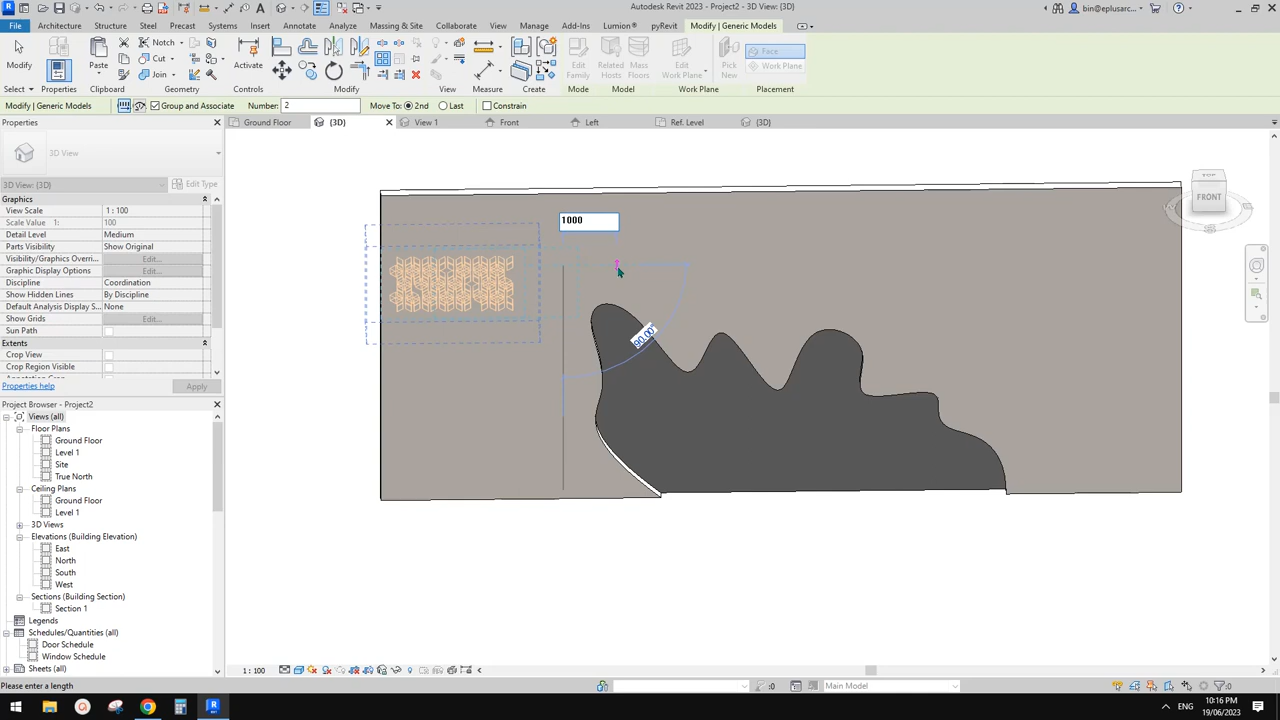 Autodesk Revit 2023 - Project2 - 3D View: {3D}
bin@eplusarc...
File
Architecture
Structure
Steel
Precast
Systems
Insert
Annotate
Analyze
Massing & Site
Collaborate
View
Manage
Add-Ins
Lumion®
pyRevit
Modify | Generic Models
Modify
Paste
Notch
Cut
Join
Activate
Edit
Family
Related
Hosts
Mass
Floors
Edit
Work Plane
Pick
New
Face
Work Plane
Select
Properties
Clipboard
Geometry
Controls
Modify
View
Measure
Create
Mode
Model
Work Plane
Placement
Modify | Generic Models
Group and Associate
Number:
2
Move To:
2nd
Last
Constrain
Properties
Ground Floor
{3D}
View 1
Front
Left
Ref. Level
{3D}
3D View
3D View: {3D}
Edit Type
Graphics
View Scale
1 : 100
Scale Value 1:
100
Detail Level
Medium
Parts Visibility
Show Original
Visibility/Graphics Overri...
Edit...
Graphic Display Options
Edit...
Discipline
Coordination
Show Hidden Lines
By Discipline
Default Analysis Display S...
None
Show Grids
Edit...
Sun Path
Extents
Crop View
Crop Region Visible
Properties help
Apply
Project Browser - Project2
Views (all)
Floor Plans
Ground Floor
Level 1
Site
True North
Ceiling Plans
Ground Floor
Level 1
3D Views
Elevations (Building Elevation)
East
North
South
West
Sections (Building Section)
Section 1
Legends
Schedules/Quantities (all)
Door Schedule
Window Schedule
Sheets (all)
1000
90.00°
TOP
FRONT
1 : 100
Please enter a length
:0
Main Model
:0
ENG
10:16 PM
19/06/2023